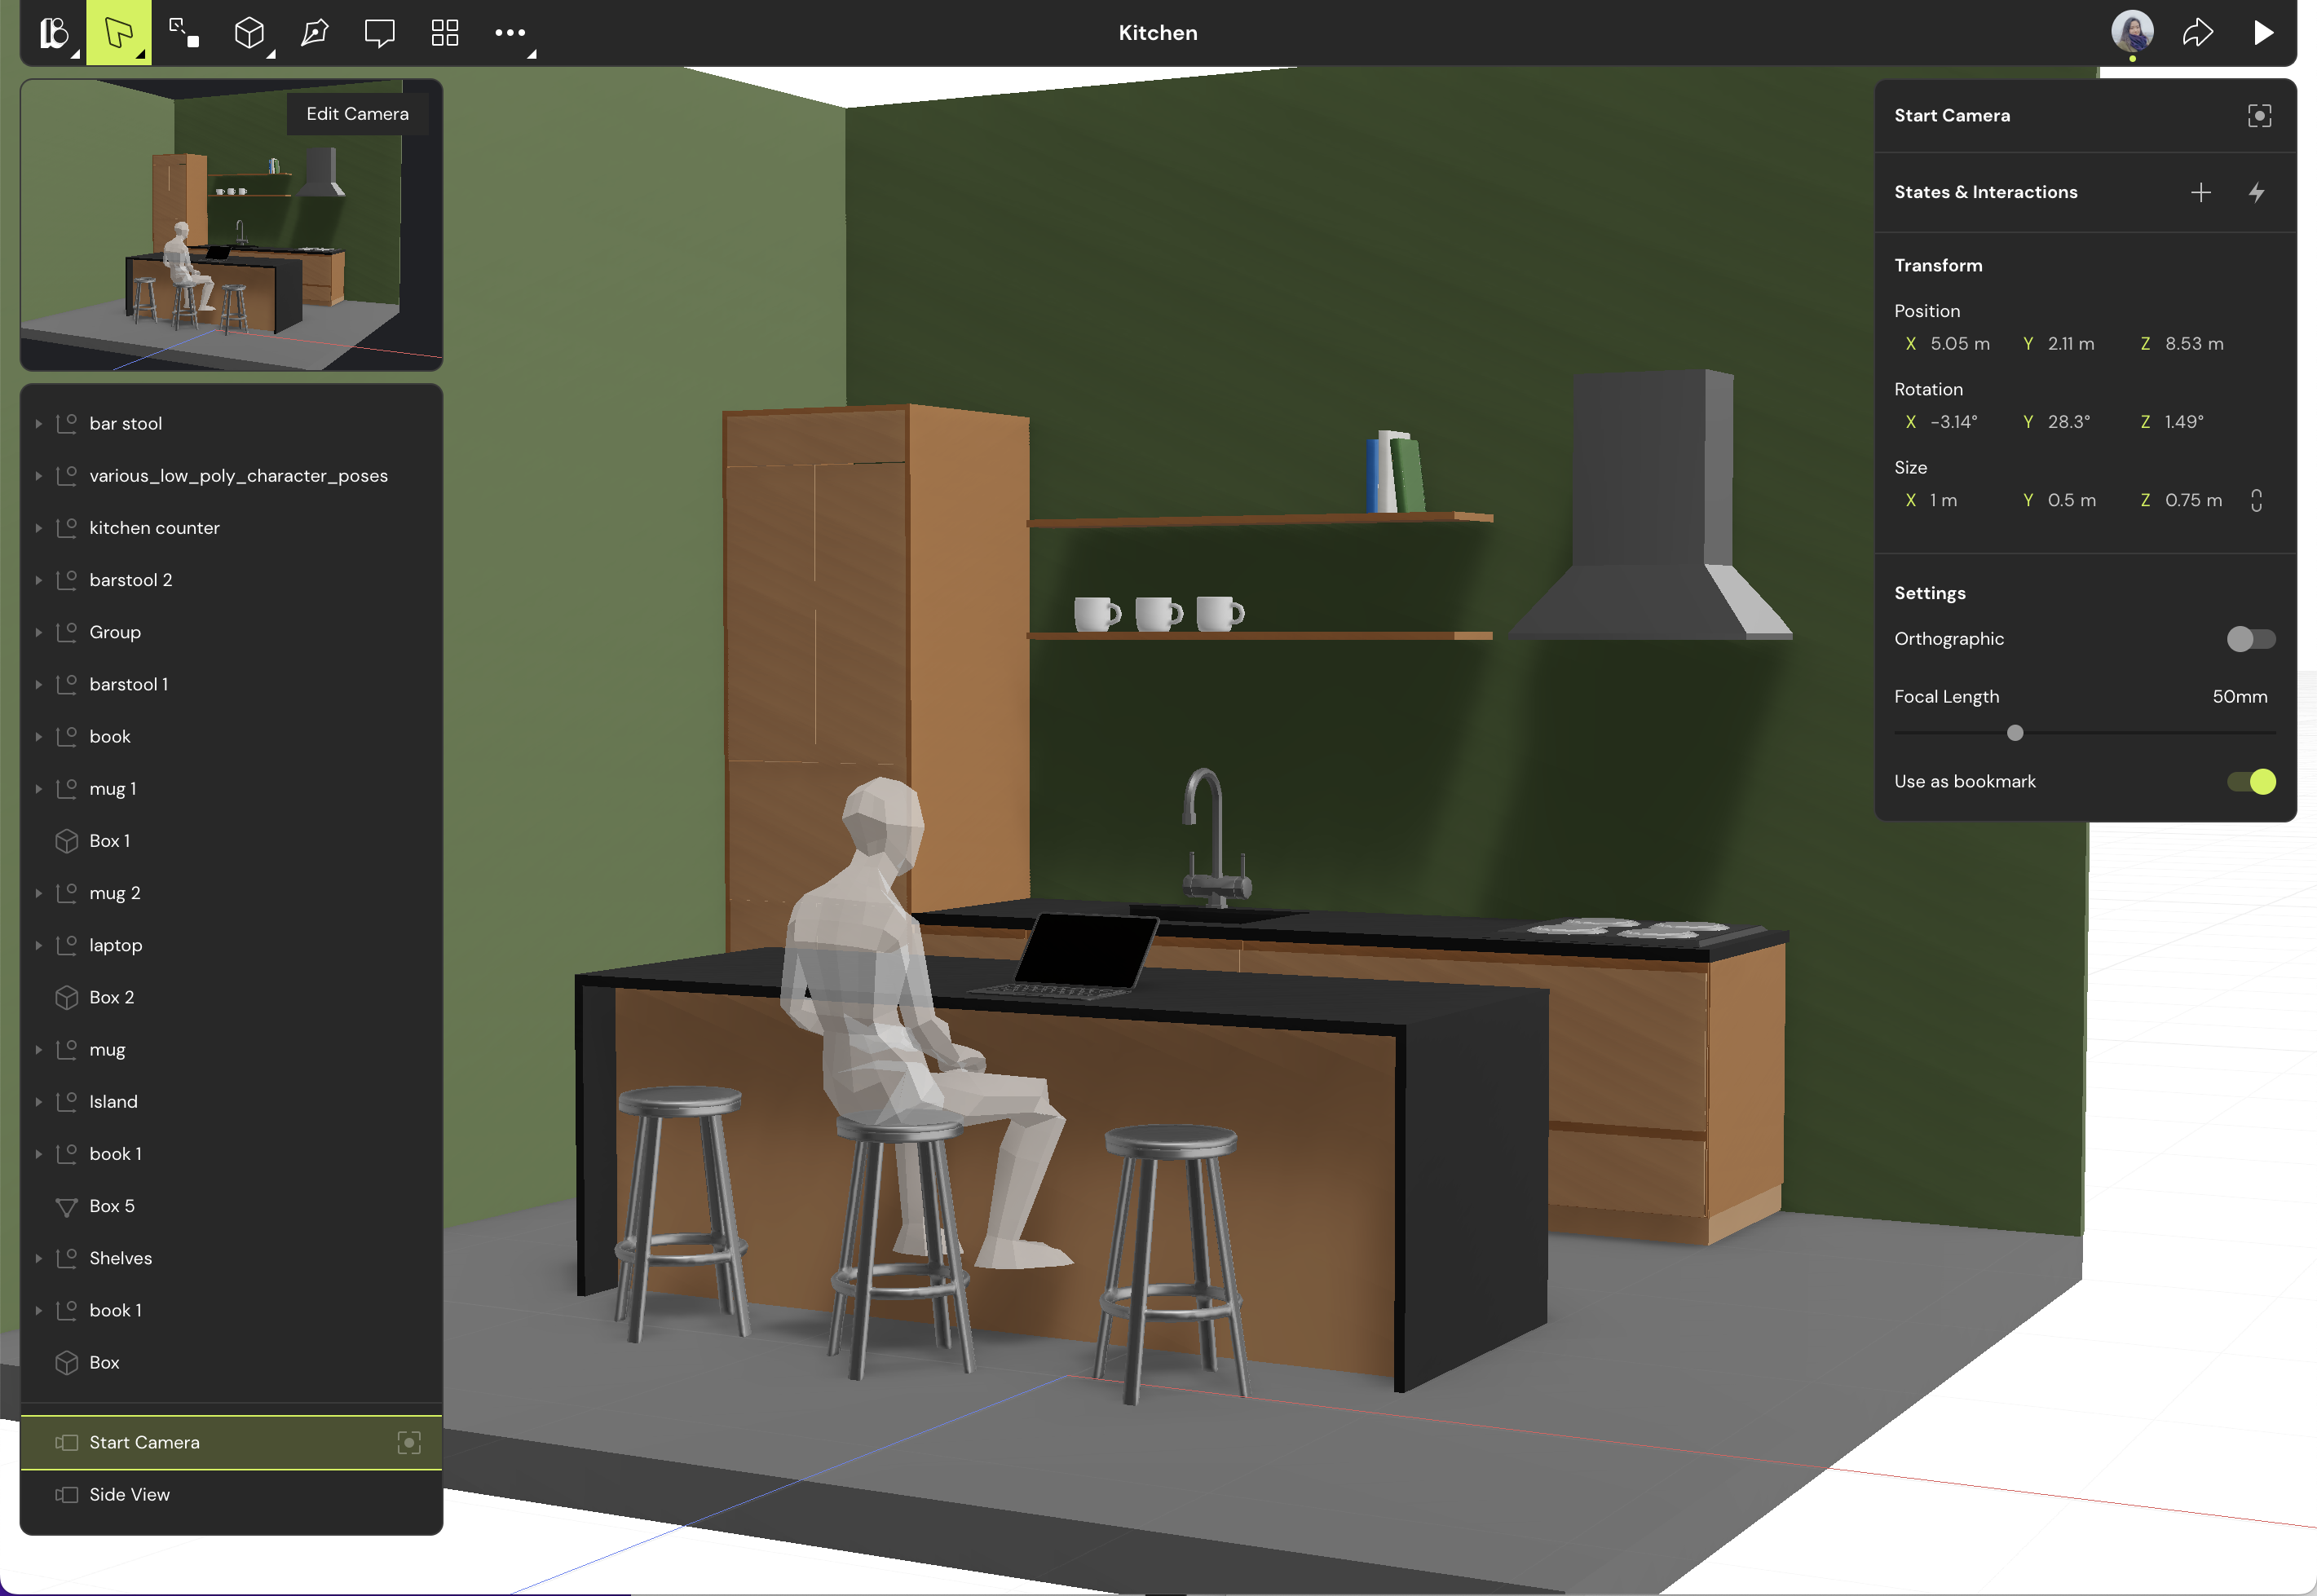 Kitchen
Edit Camera
bar stool
various_low_poly_character_poses
kitchen counter
barstool 2
Group
barstool 1
book
mug 1
Box 1
mug 2
laptop
Box 2
mug
Island
book 1
Box 5
Shelves
book 1
Box
Start Camera
Side View
Start Camera
States & Interactions
Transform
Position
X 5.05 m Y 2.11 m Z 8.53 m
Rotation
X -3.14° Y 28.3° Z 1.49°
Size
X 1 m Y 0.5 m Z 0.75 m
Settings
Orthographic
Focal Length 50mm
Use as bookmark